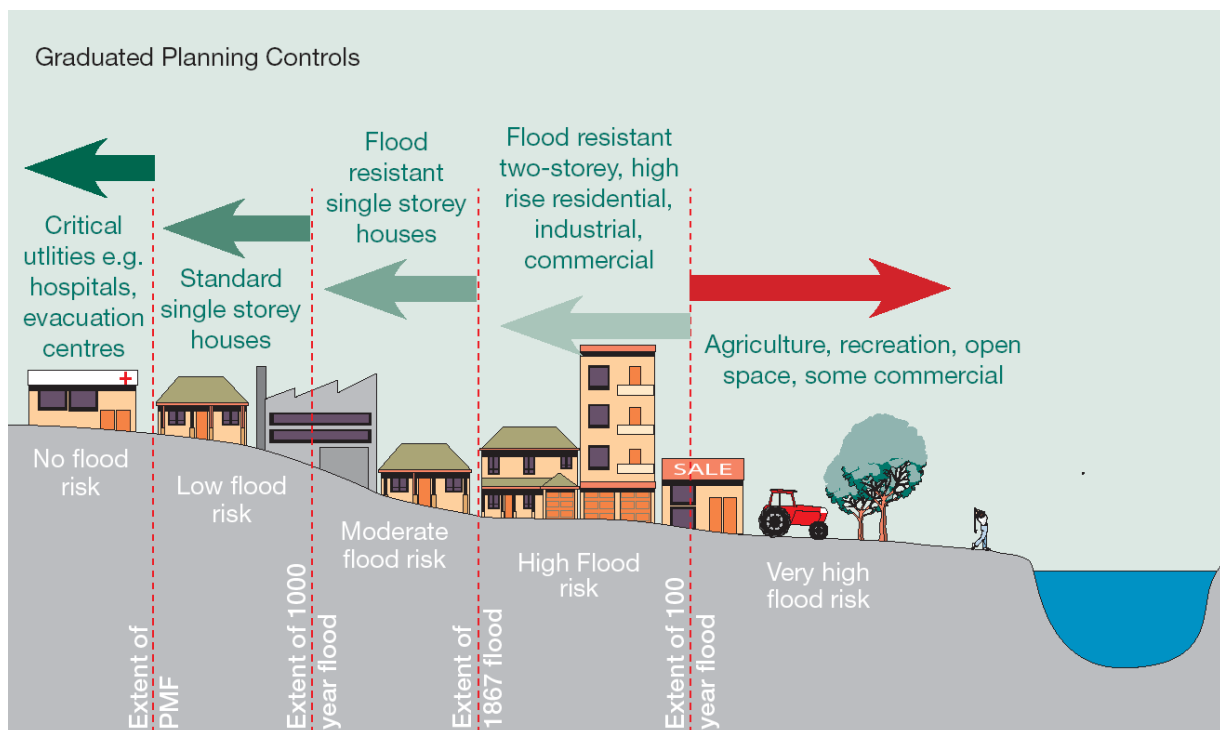 Graduated Planning Controls
Critical
utlities e.g.
hospitals,
evacuation
centres
Standard
single storey
houses
Flood
resistant
single storey
houses
Flood resistant
two-storey, high
rise residential,
industrial,
commercial
Agriculture, recreation, open
space, some commercial
SALE
No flood
risk
Low flood
risk
Moderate
flood risk
High Flood
risk
Very high
flood risk
Extent of
PMF
Extent of 1000
year flood
Extent of
1867 flood
Extent of 100
year flood